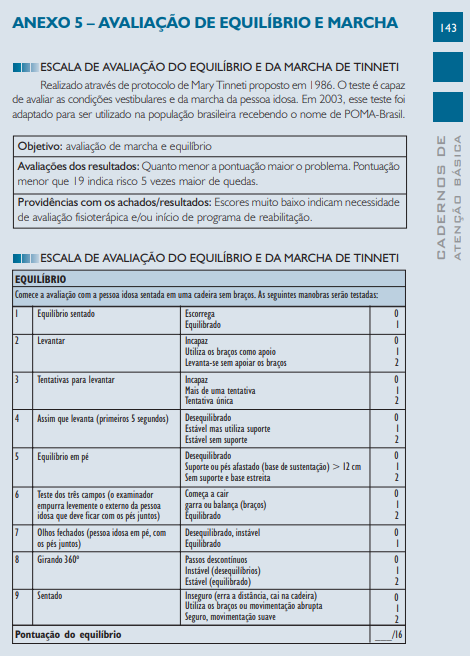 ANEXO 5 – AVALIAÇÃO DE EQUILÍBRIO E MARCHA
143
CADERNOS DE
ATENÇÃO BÁSICA
ESCALA DE AVALIAÇÃO DO EQUILÍBRIO E DA MARCHA DE TINNETI
Realizado através de protocolo de Mary Tinneti proposto em 1986. O teste é capaz
de avaliar as condições vestibulares e da marcha da pessoa idosa. Em 2003, esse teste foi
adaptado para ser utilizado na população brasileira recebendo o nome de POMA-Brasil.
Objetivo: avaliação de marcha e equilíbrio
Avaliações dos resultados: Quanto menor a pontuação maior o problema. Pontuação
menor que 19 indica risco 5 vezes maior de quedas.
Providências com os achados/resultados: Escores muito baixo indicam necessidade
de avaliação fisioterápica e/ou início de programa de reabilitação.
ESCALA DE AVALIAÇÃO DO EQUILÍBRIO E DA MARCHA DE TINNETI
EQUILÍBRIO
Comece a avaliação com a pessoa idosa sentada em uma cadeira sem braços. As seguintes manobras serão testadas:
1 Equilíbrio sentado Escorrega 0
Equilibrado 1
2 Levantar Incapaz 0
Utiliza os braços como apoio 1
Levanta-se sem apoiar os braços 2
3 Tentativas para levantar Incapaz 0
Mais de uma tentativa 1
Tentativa única 2
4 Assim que levanta (primeiros 5 segundos) Desequilibrado 0
Estável mas utiliza suporte 1
Estável sem suporte 2
5 Equilíbrio em pé Desequilibrado 0
Suporte ou pés afastado (base de sustentação) > 12 cm 1
Sem suporte e base estreita 2
6 Teste dos três campos (o examinador Começa a cair 0
empurra levemente o externo da pessoa garra ou balança (braços) 1
idosa que deve ficar com os pés juntos) Equilibrado 2
7 Olhos fechados (pessoa idosa em pé, com Desequilibrado, instável 0
os pés juntos) Equilibrado 1
8 Girando 360º Passos descontínuos 0
Instável (desequilíbrios) 1
Estável (equilibrado) 2
9 Sentado Inseguro (erra a distância, cai na cadeira) 0
Utiliza os braços ou movimentação abrupta 1
Seguro, movimentação suave 2
Pontuação do equilíbrio ___/16